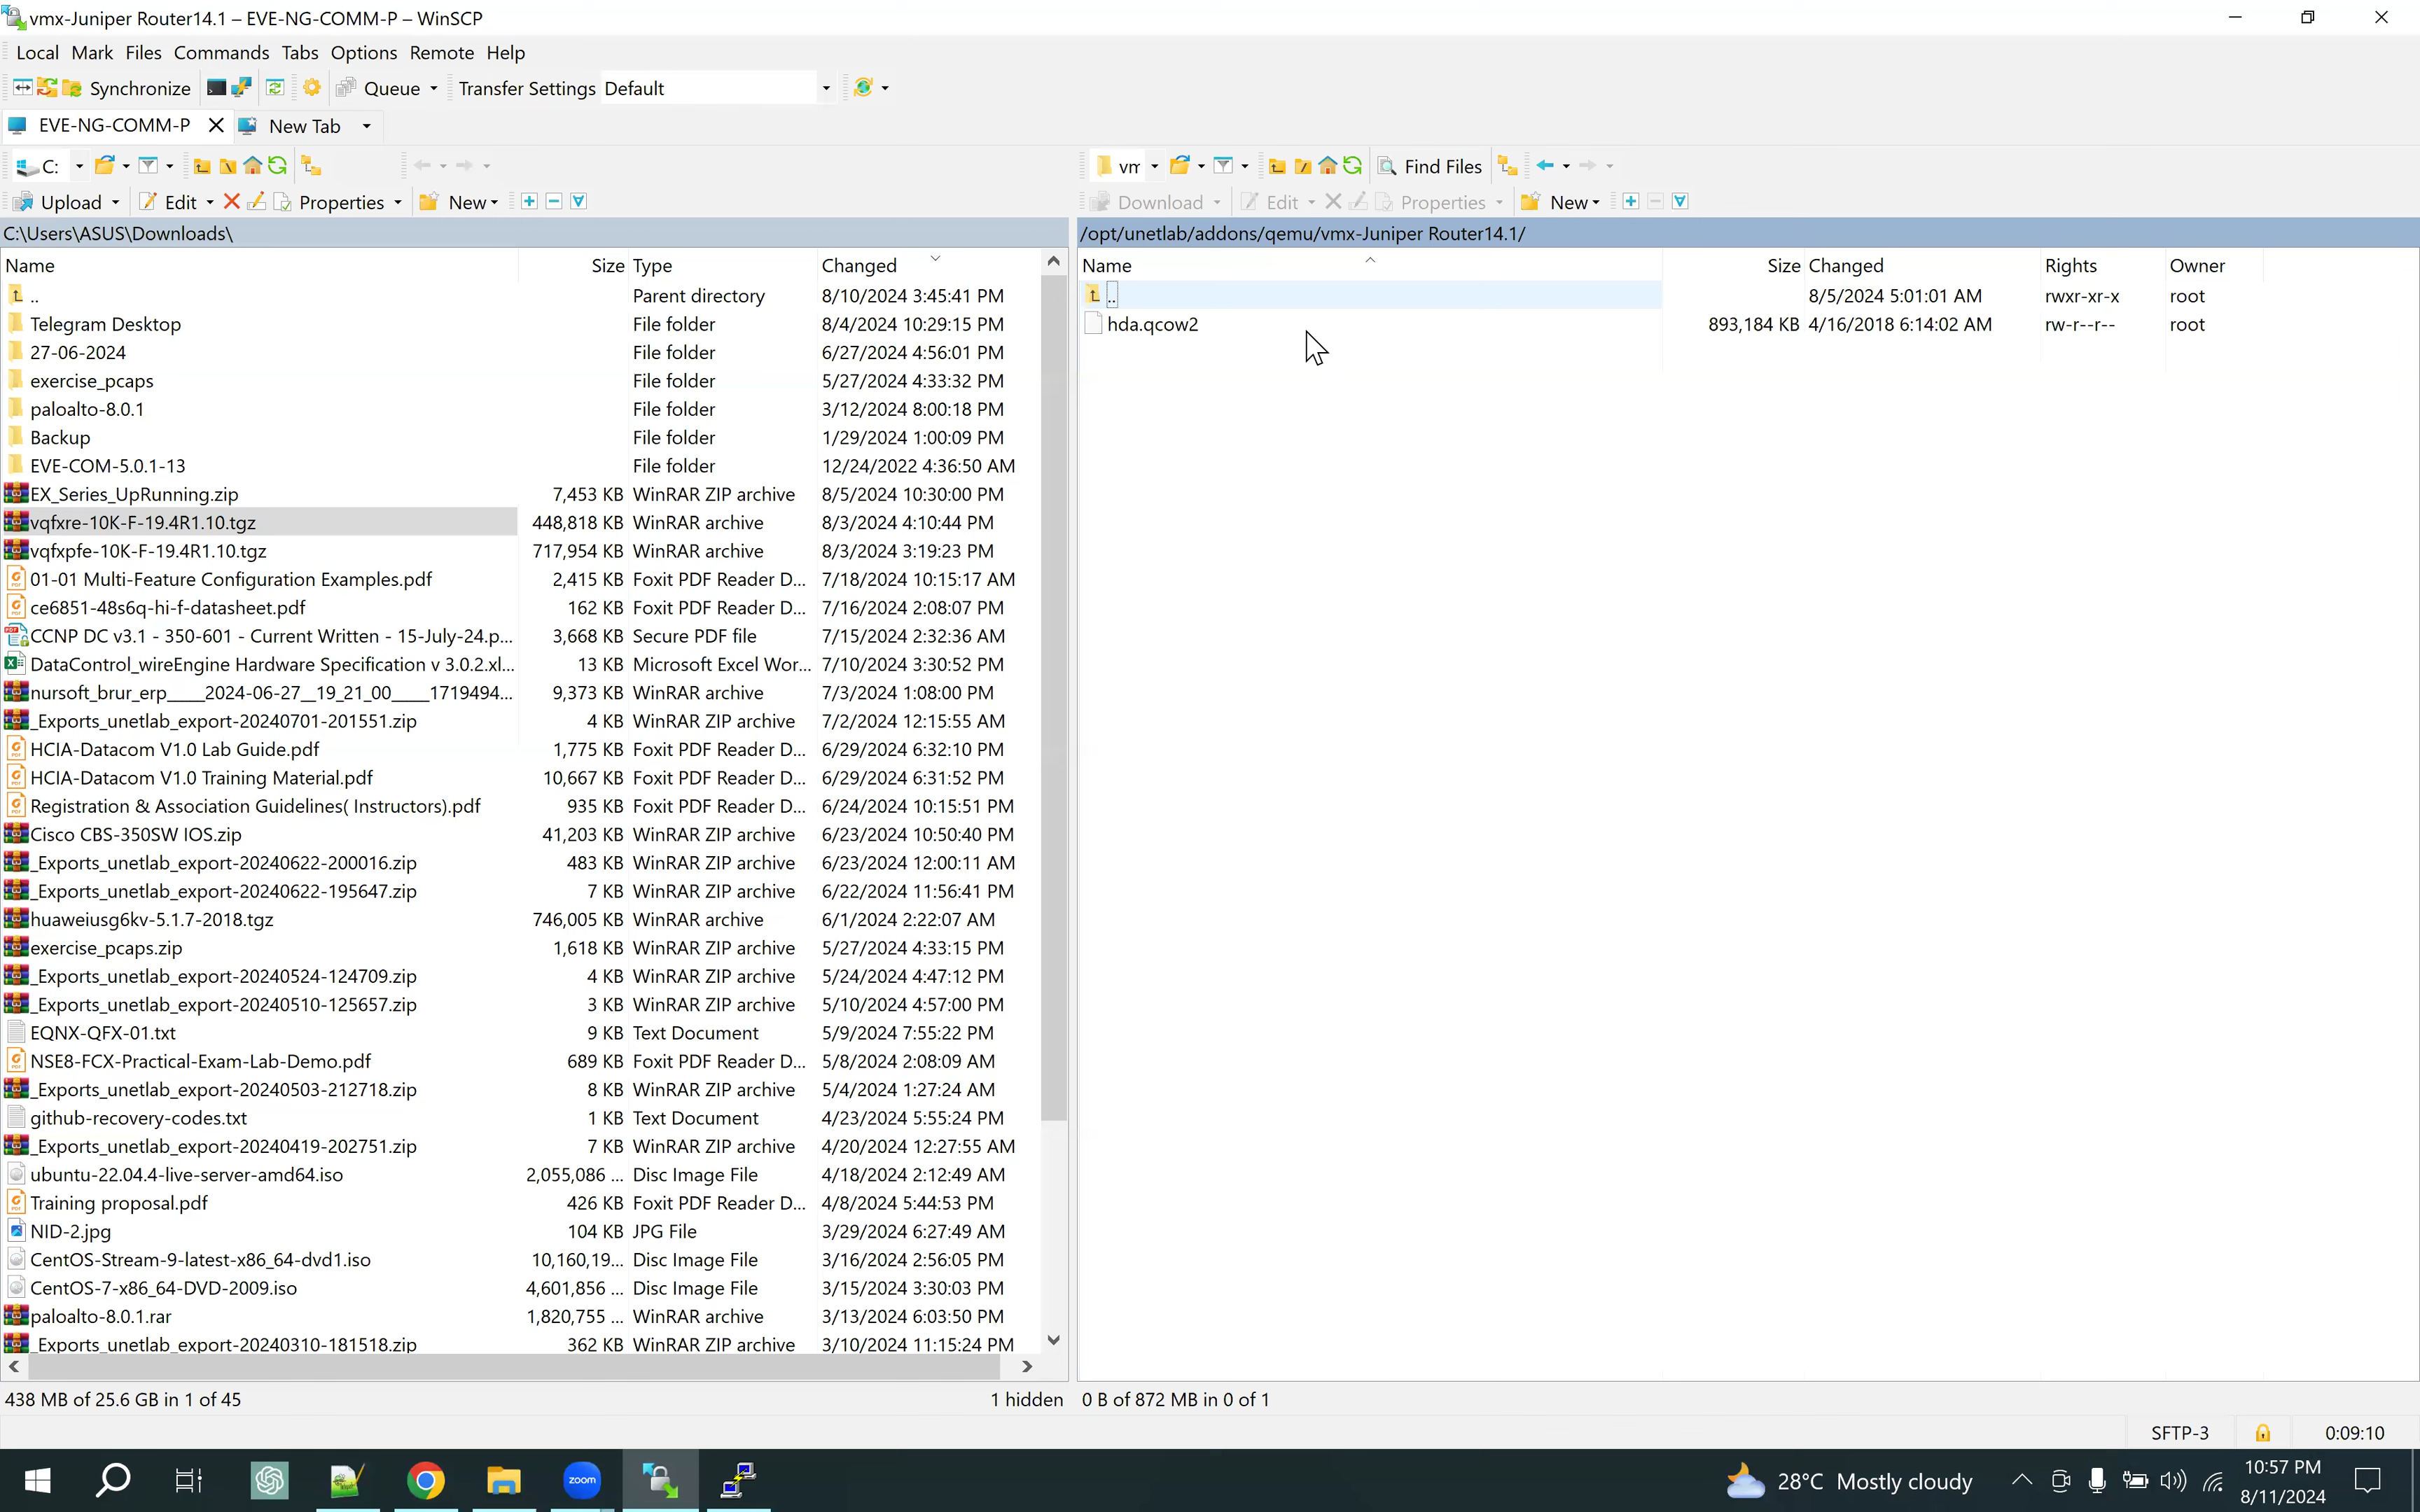 vmx-Juniper Router14.1 – EVE-NG-COMM-P – WinSCP
Local Mark Files Commands Tabs Options Remote Help
Synchronize Queue Transfer Settings Default
EVE-NG-COMM-P New Tab
C: vr Find Files
Upload Edit Properties New Download Edit Properties New
C:\Users\ASUS\Downloads\ /opt/unetlab/addons/qemu/vmx-Juniper Router14.1/
Name Size Type Changed Name Size Changed Rights Owner
.. Parent directory 8/10/2024 3:45:41 PM .. 8/5/2024 5:01:01 AM rwxr-xr-x root
Telegram Desktop File folder 8/4/2024 10:29:15 PM hda.qcow2 893,184 KB 4/16/2018 6:14:02 AM rw-r--r-- root
27-06-2024 File folder 6/27/2024 4:56:01 PM
exercise_pcaps File folder 5/27/2024 4:33:32 PM
paloalto-8.0.1 File folder 3/12/2024 8:00:18 PM
Backup File folder 1/29/2024 1:00:09 PM
EVE-COM-5.0.1-13 File folder 12/24/2022 4:36:50 AM
EX_Series_UpRunning.zip 7,453 KB WinRAR ZIP archive 8/5/2024 10:30:00 PM
vqfxre-10K-F-19.4R1.10.tgz 448,818 KB WinRAR archive 8/3/2024 4:10:44 PM
vqfxpfe-10K-F-19.4R1.10.tgz 717,954 KB WinRAR archive 8/3/2024 3:19:23 PM
01-01 Multi-Feature Configuration Examples.pdf 2,415 KB Foxit PDF Reader D... 7/18/2024 10:15:17 AM
ce6851-48s6q-hi-f-datasheet.pdf 162 KB Foxit PDF Reader D... 7/16/2024 2:08:07 PM
CCNP DC v3.1 - 350-601 - Current Written - 15-July-24.p... 3,668 KB Secure PDF file 7/15/2024 2:32:36 AM
DataControl_wireEngine Hardware Specification v 3.0.2.xl... 13 KB Microsoft Excel Wor... 7/10/2024 3:30:52 PM
nursoft_brur_erp____2024-06-27__19_21_00____1719494... 9,373 KB WinRAR archive 7/3/2024 1:08:00 PM
_Exports_unetlab_export-20240701-201551.zip 4 KB WinRAR ZIP archive 7/2/2024 12:15:55 AM
HCIA-Datacom V1.0 Lab Guide.pdf 1,775 KB Foxit PDF Reader D... 6/29/2024 6:32:10 PM
HCIA-Datacom V1.0 Training Material.pdf 10,667 KB Foxit PDF Reader D... 6/29/2024 6:31:52 PM
Registration & Association Guidelines( Instructors).pdf 935 KB Foxit PDF Reader D... 6/24/2024 10:15:51 PM
Cisco CBS-350SW IOS.zip 41,203 KB WinRAR ZIP archive 6/23/2024 10:50:40 PM
_Exports_unetlab_export-20240622-200016.zip 483 KB WinRAR ZIP archive 6/23/2024 12:00:11 AM
_Exports_unetlab_export-20240622-195647.zip 7 KB WinRAR ZIP archive 6/22/2024 11:56:41 PM
huaweiusg6kv-5.1.7-2018.tgz 746,005 KB WinRAR archive 6/1/2024 2:22:07 AM
exercise_pcaps.zip 1,618 KB WinRAR ZIP archive 5/27/2024 4:33:15 PM
_Exports_unetlab_export-20240524-124709.zip 4 KB WinRAR ZIP archive 5/24/2024 4:47:12 PM
_Exports_unetlab_export-20240510-125657.zip 3 KB WinRAR ZIP archive 5/10/2024 4:57:00 PM
EQNX-QFX-01.txt 9 KB Text Document 5/9/2024 7:55:22 PM
NSE8-FCX-Practical-Exam-Lab-Demo.pdf 689 KB Foxit PDF Reader D... 5/8/2024 2:08:09 AM
_Exports_unetlab_export-20240503-212718.zip 8 KB WinRAR ZIP archive 5/4/2024 1:27:24 AM
github-recovery-codes.txt 1 KB Text Document 4/23/2024 5:55:24 PM
_Exports_unetlab_export-20240419-202751.zip 7 KB WinRAR ZIP archive 4/20/2024 12:27:55 AM
ubuntu-22.04.4-live-server-amd64.iso 2,055,086 ... Disc Image File 4/18/2024 2:12:49 AM
Training proposal.pdf 426 KB Foxit PDF Reader D... 4/8/2024 5:44:53 PM
NID-2.jpg 104 KB JPG File 3/29/2024 6:27:49 AM
CentOS-Stream-9-latest-x86_64-dvd1.iso 10,160,19... Disc Image File 3/16/2024 2:56:05 PM
CentOS-7-x86_64-DVD-2009.iso 4,601,856 ... Disc Image File 3/15/2024 3:30:03 PM
paloalto-8.0.1.rar 1,820,755 ... WinRAR archive 3/13/2024 6:03:50 PM
_Exports_unetlab_export-20240310-181518.zip 362 KB WinRAR ZIP archive 3/10/2024 11:15:24 PM
438 MB of 25.6 GB in 1 of 45 1 hidden 0 B of 872 MB in 0 of 1
SFTP-3 0:09:10
zoom 28°C Mostly cloudy 10:57 PM
8/11/2024